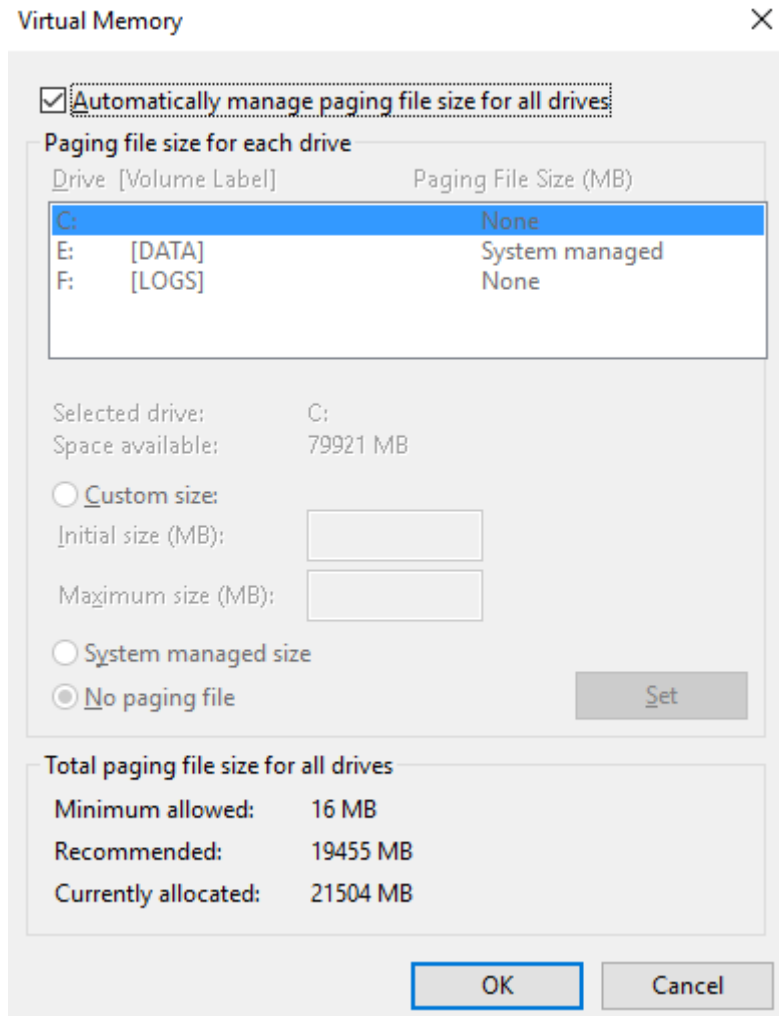 Virtual Memory
Automatically manage paging file size for all drives
Paging file size for each drive
Drive [Volume Label] Paging File Size (MB)
C: None
E: [DATA] System managed
F: [LOGS] None
Selected drive: C:
Space available: 79921 MB
Custom size:
Initial size (MB):
Maximum size (MB):
System managed size
No paging file Set
Total paging file size for all drives
Minimum allowed: 16 MB
Recommended: 19455 MB
Currently allocated: 21504 MB
OK Cancel